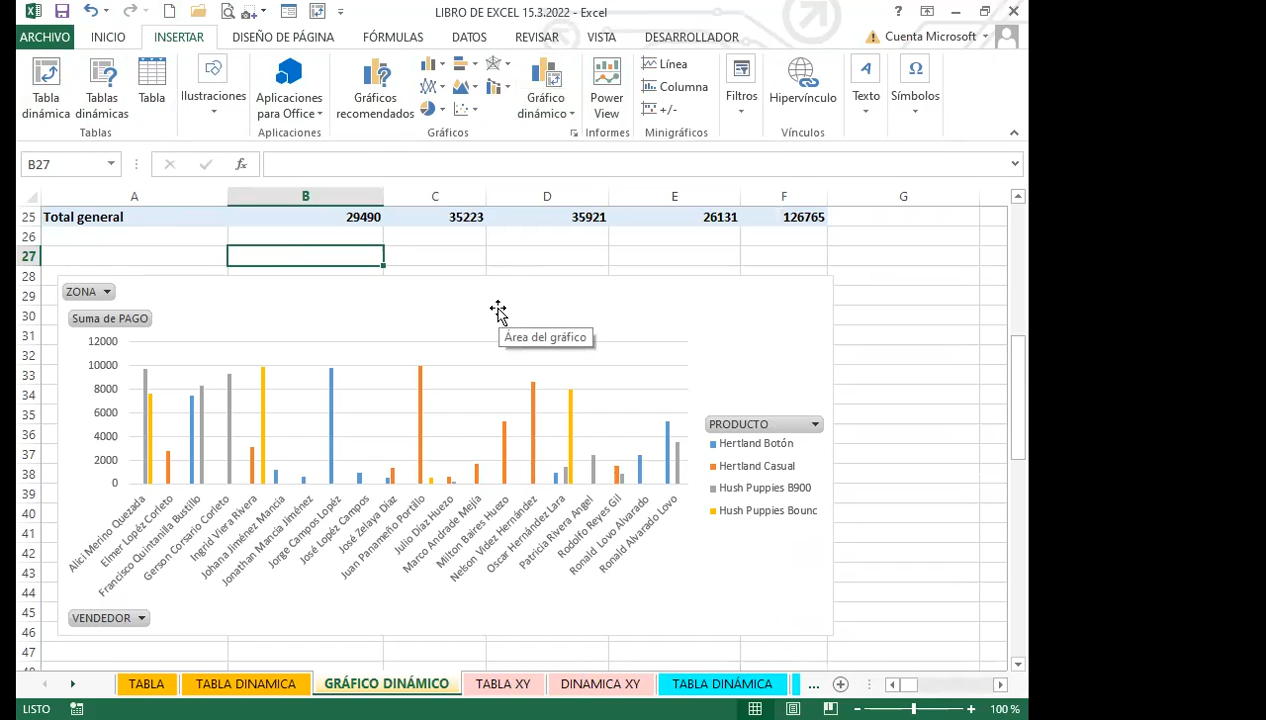 LIBRO DE EXCEL 15.3.2022 - Excel
ARCHIVO INICIO INSERTAR DISEÑO DE PÁGINA FÓRMULAS DATOS REVISAR VISTA DESARROLLADOR Cuenta Microsoft
Tabla dinámica
Tablas dinámicas
Tabla
Tablas
Ilustraciones
Aplicaciones para Office
Aplicaciones
Gráficos recomendados
Gráfico dinámico
Gráficos
Power View
Informes
Línea
Columna
+/-
Minigráficos
Filtros
Hipervínculo
Vínculos
Texto
Símbolos
B27
fx
A B C D E F G
25 Total general 29490 35223 35921 26131 126765
26
27
28
29
30
31
32
33
34
35
36
37
38
39
40
41
42
43
44
45
46
47
ZONA
Suma de PAGO
Área del gráfico
12000
10000
8000
6000
4000
2000
0
Alici Merino Quezada
Elmer Lopéz Corleto
Francisco Quintanilla Bustillo
Gerson Corsario Corleto
Ingrid Viera Rivera
Johana Jiménez Mancia
Jonathan Mancia Jiménez
Jorge Campos Lopéz
José Lopéz Campos
José Zelaya Díaz
Juan Panameño Portillo
Julio Díaz Huezo
Marco Andrade Mejía
Milton Baires Huezo
Nelson Videz Hernández
Oscar Hernández Lara
Patricia Rivera Angel
Rodolfo Reyes Gil
Ronald Lovo Alvarado
Ronald Alvarado Lovo
PRODUCTO
Hertland Botón
Hertland Casual
Hush Puppies B900
Hush Puppies Bounc
VENDEDOR
TABLA TABLA DINAMICA GRÁFICO DINÁMICO TABLA XY DINAMICA XY TABLA DINÁMICA ...
LISTO 100 %